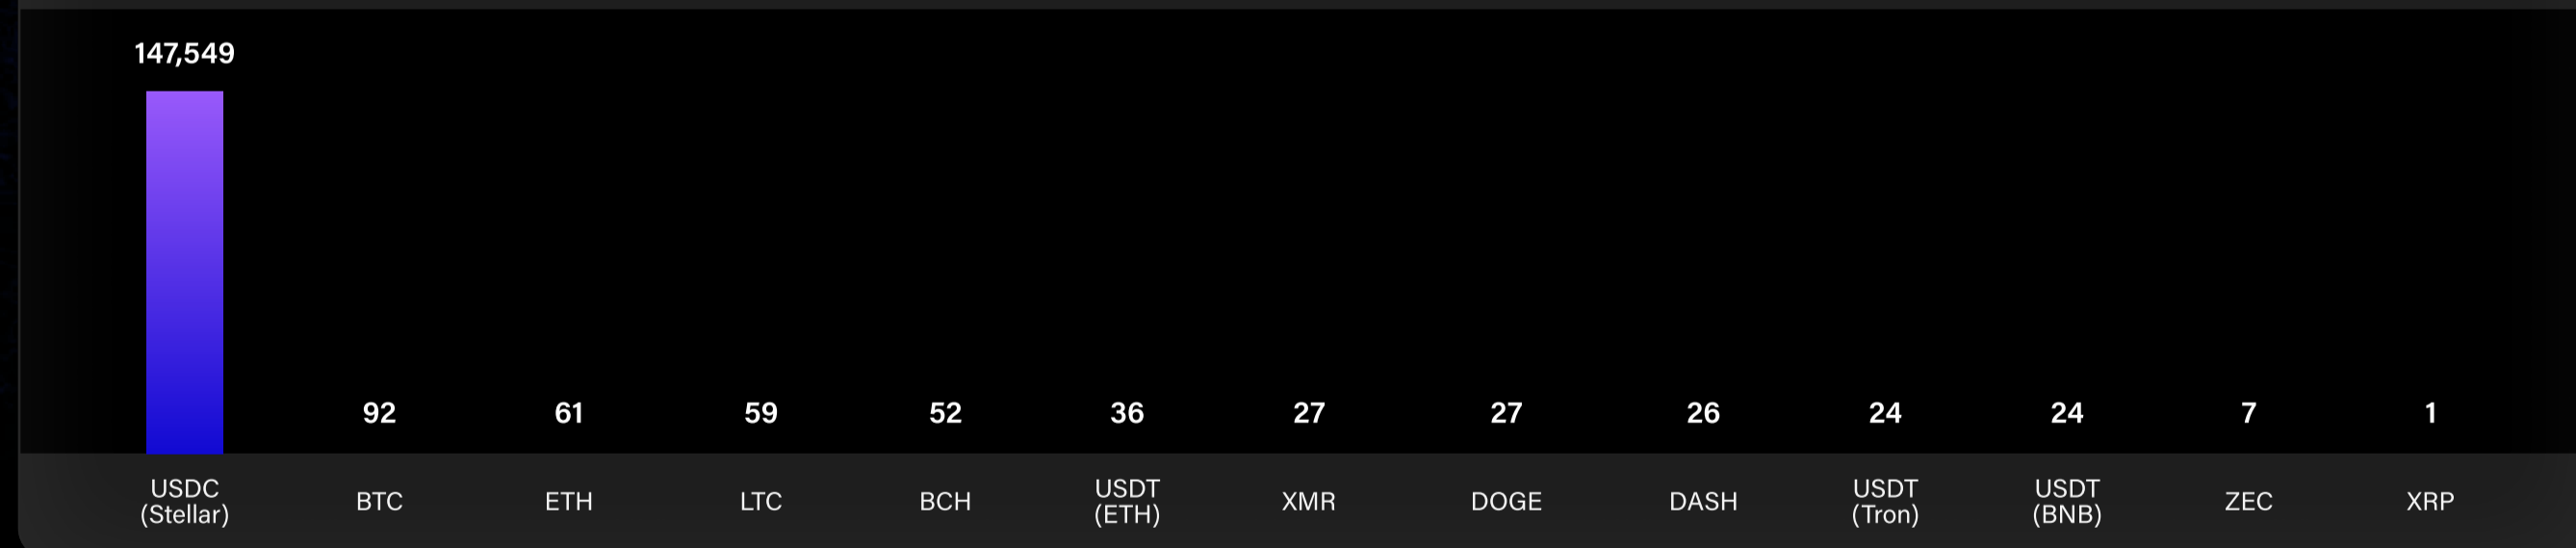 147,549
92
61
59
52
36
27
27
26
24
24
7
1
USDC
(Stellar)
BTC
ETH
LTC
BCH
USDT
(ETH)
XMR
DOGE
DASH
USDT
(Tron)
USDT
(BNB)
ZEC
XRP